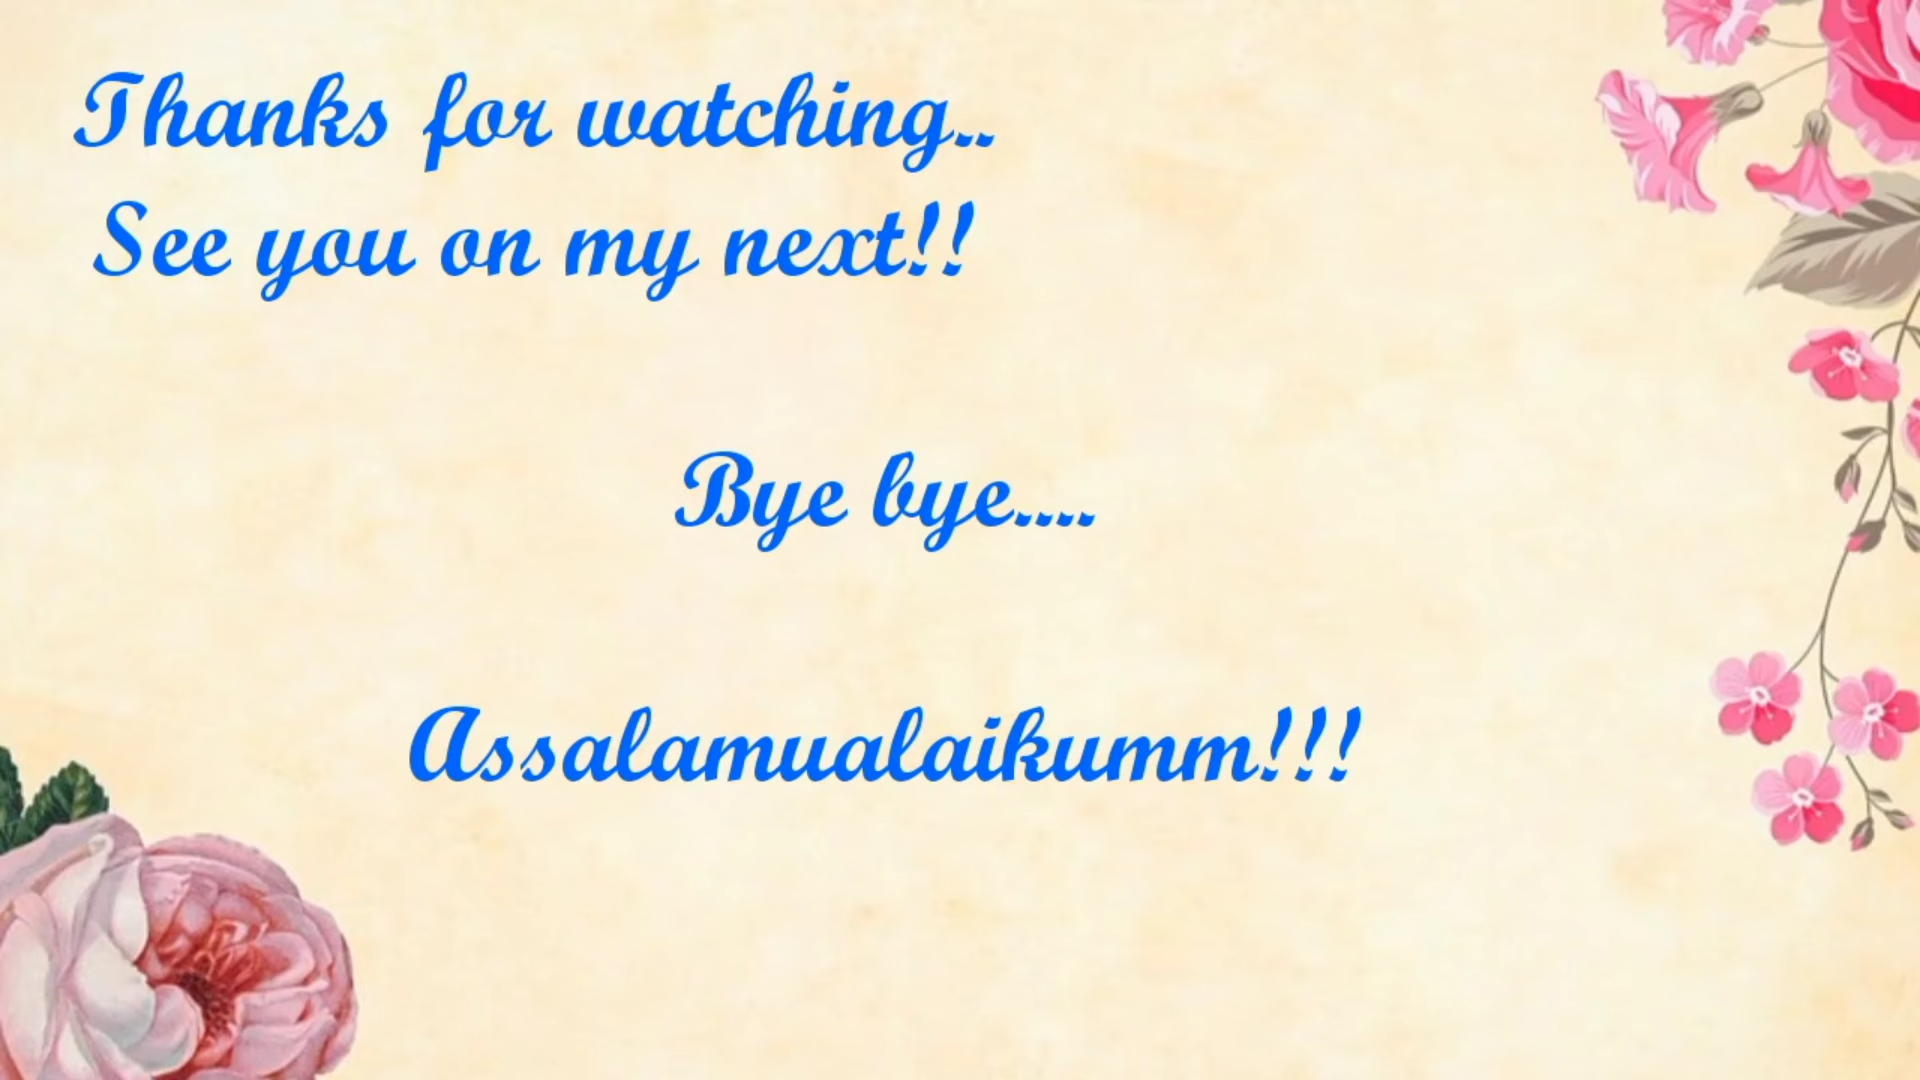 Thanks for watching..
See you on my next!!
Bye bye....
Assalamualaikumm!!!